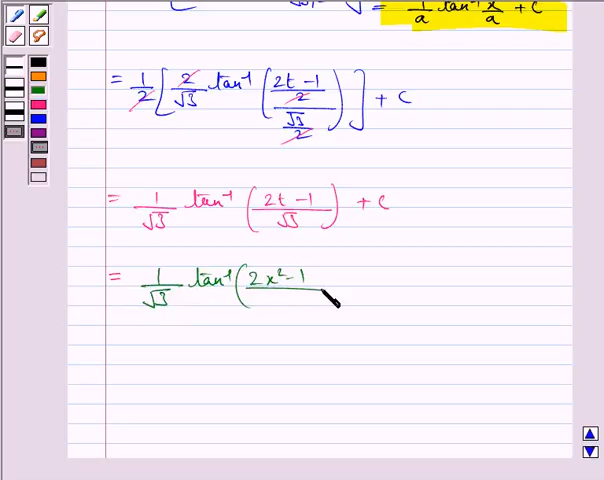 = 1/a tan⁻¹ x/a + c
= 1/2 [ 2/√3 tan⁻¹ ( (2t − 1)/2 / (√3/2) ) ] + c
= 1/√3 tan⁻¹ ( (2t − 1)/√3 ) + c
= 1/√3 tan⁻¹ ( 2x² − 1